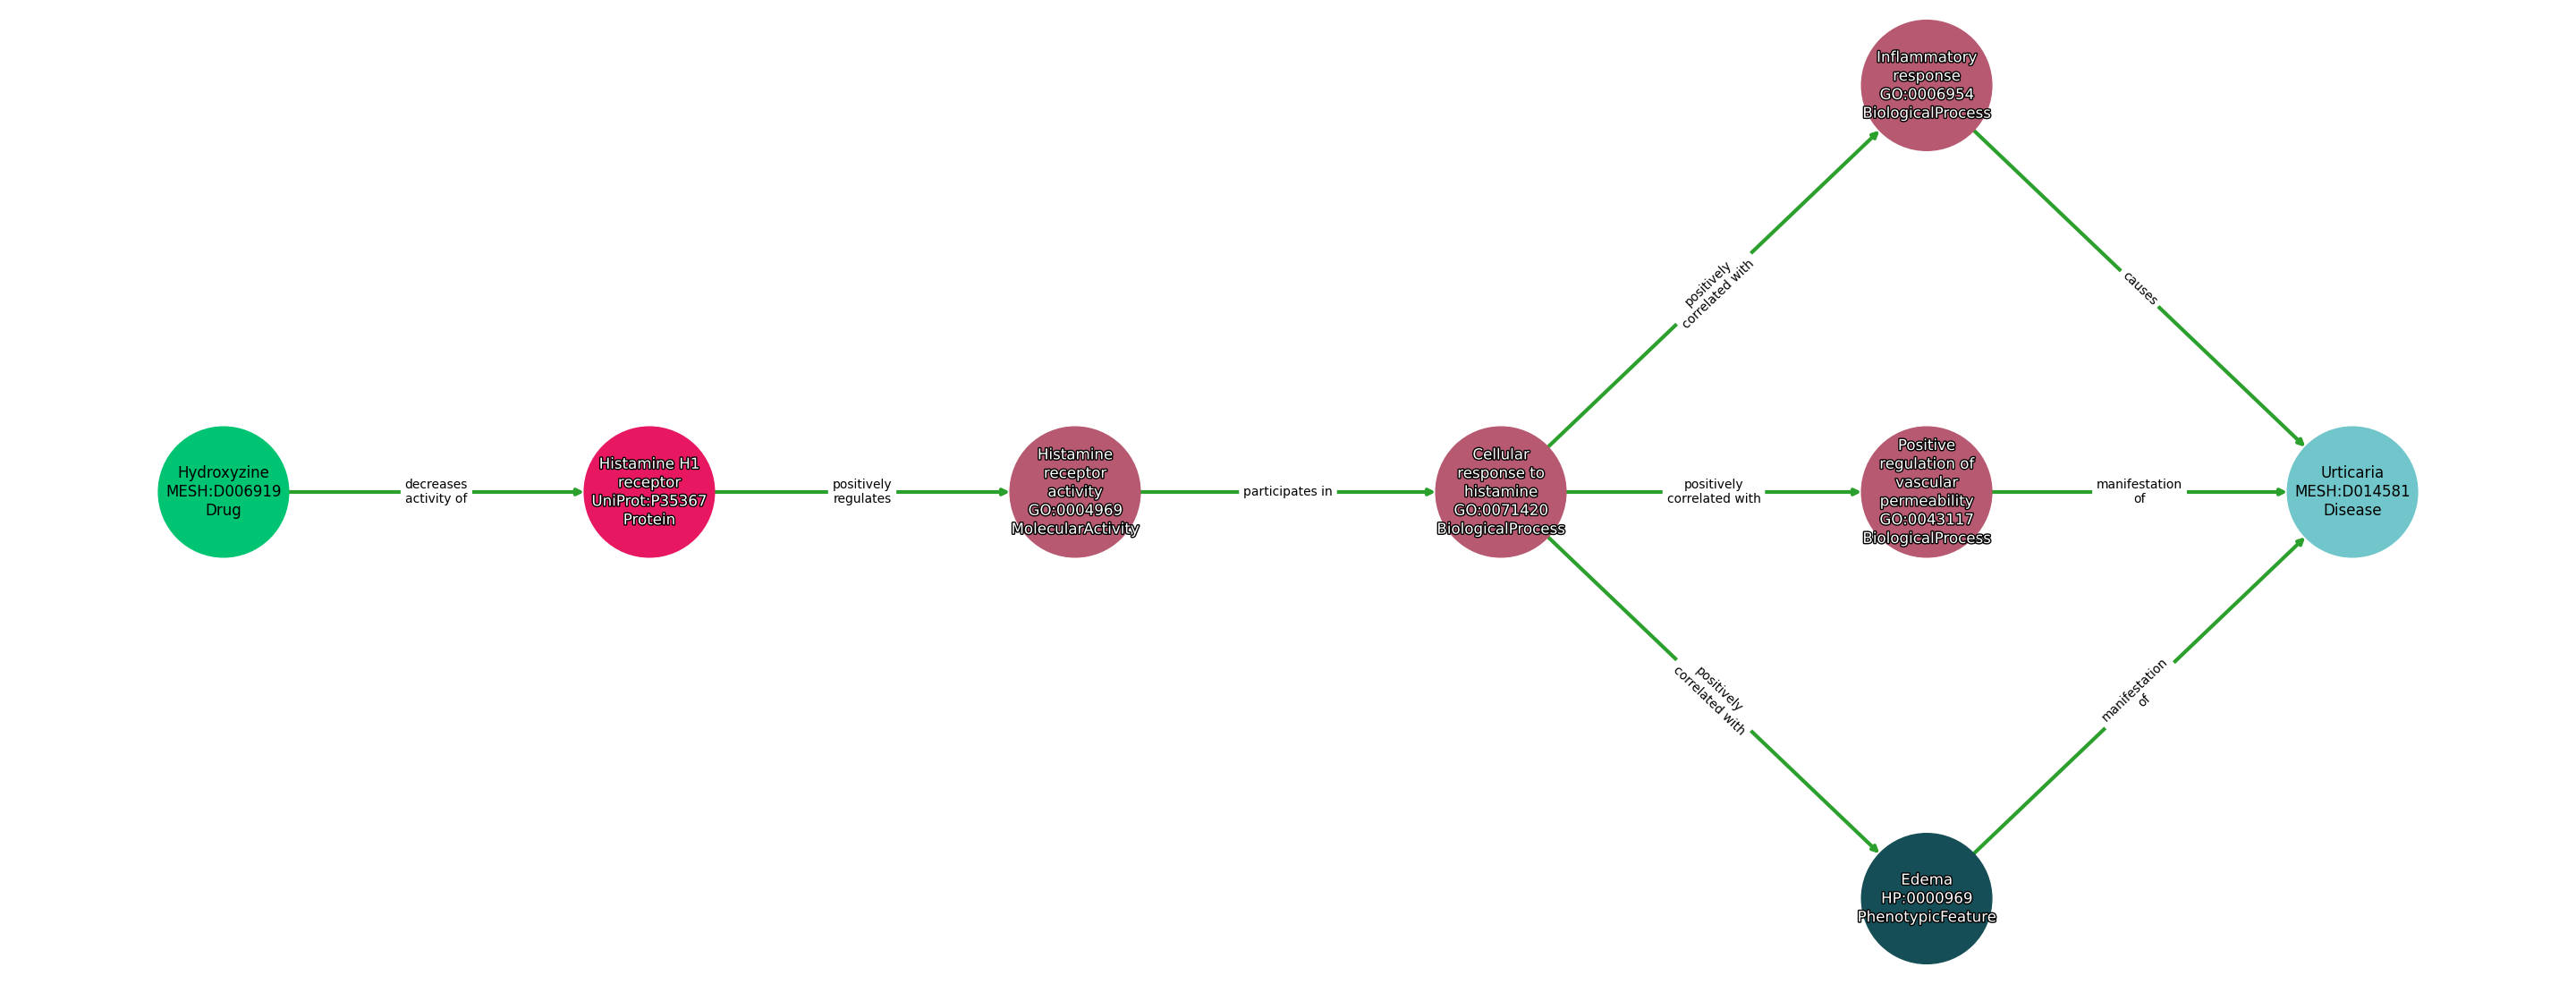 Inflammatory
response
GO:0006954
BiologicalProcess
positively
correlated with
causes
Hydroxyzine
MESH:D006919
Drug
decreases
activity of
Histamine H1
receptor
UniProt:P35367
Protein
positively
regulates
Histamine
receptor
activity
GO:0004969
MolecularActivity
participates in
Cellular
response to
histamine
GO:0071420
BiologicalProcess
positively
correlated with
Positive
regulation of
vascular
permeability
GO:0043117
BiologicalProcess
manifestation
of
Urticaria
MESH:D014581
Disease
positively
correlated with
manifestation
of
Edema
HP:0000969
PhenotypicFeature